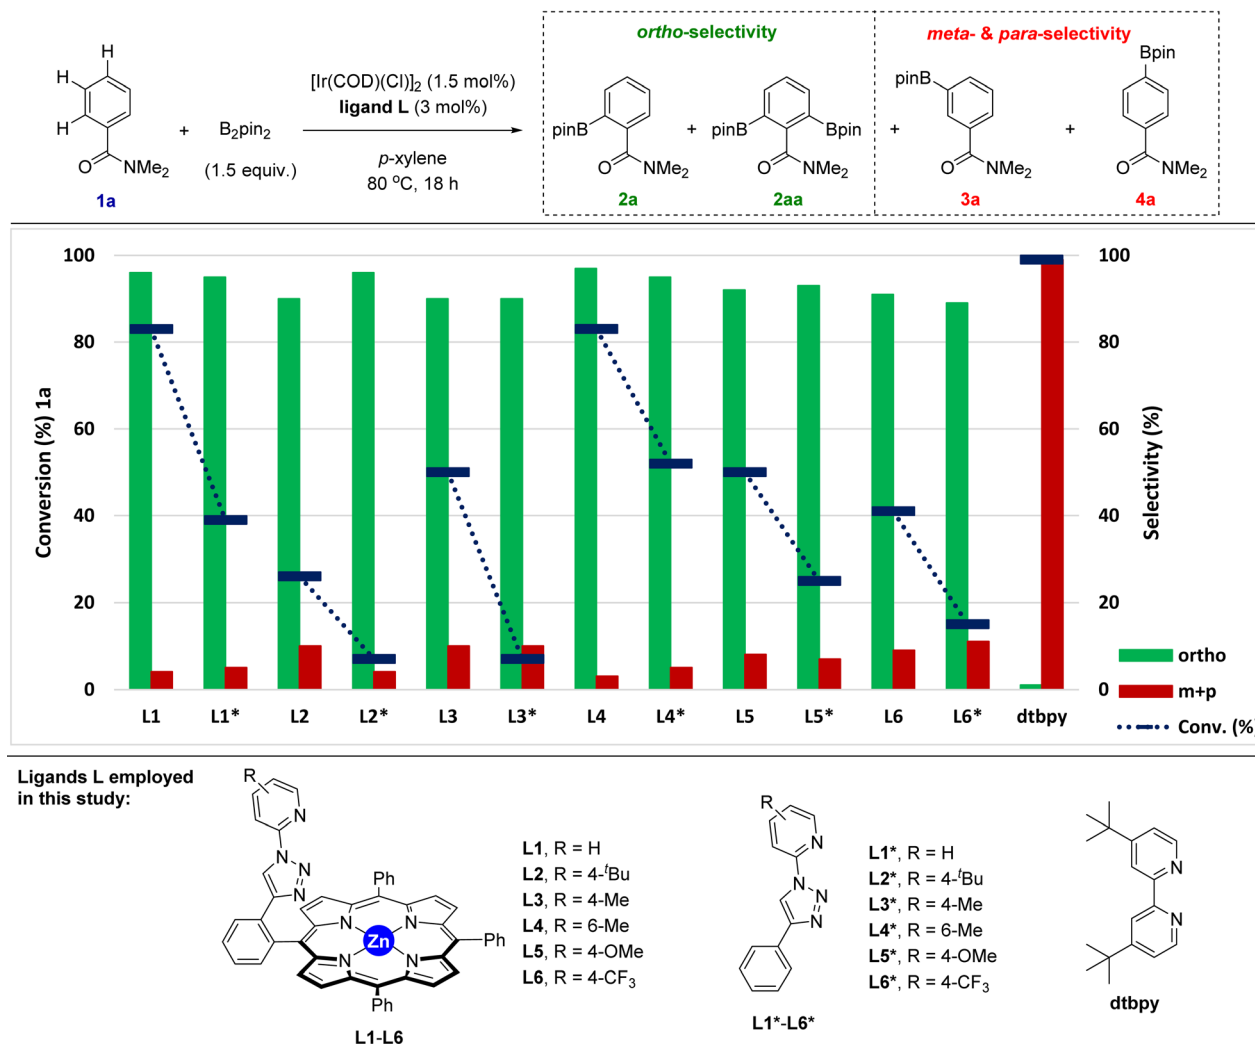 ortho-selectivity
meta- & para-selectivity
H
H
H
O
NMe2
1a
+
B2pin2
(1.5 equiv.)
[Ir(COD)(Cl)]2 (1.5 mol%)
ligand L (3 mol%)
p-xylene
80 ºC, 18 h
pinB
O
NMe2
2a
+
pinB
Bpin
O
NMe2
2aa
+
pinB
O
NMe2
3a
+
Bpin
O
NMe2
4a
Conversion (%) 1a
100
80
60
40
20
0
L1
L1*
L2
L2*
L3
L3*
L4
L4*
L5
L5*
L6
L6*
dtbpy
100
80
60
40
20
0
Selectivity (%)
ortho
m+p
Conv. (%)
Ligands L employed
in this study:
R
N
N
N
N
Ph
N
N
Zn
Ph
N
N
Ph
L1-L6
L1, R = H
L2, R = 4-tBu
L3, R = 4-Me
L4, R = 6-Me
L5, R = 4-OMe
L6, R = 4-CF3
R
N
N
N
N
L1*-L6*
L1*, R = H
L2*, R = 4-tBu
L3*, R = 4-Me
L4*, R = 6-Me
L5*, R = 4-OMe
L6*, R = 4-CF3
N
N
dtbpy